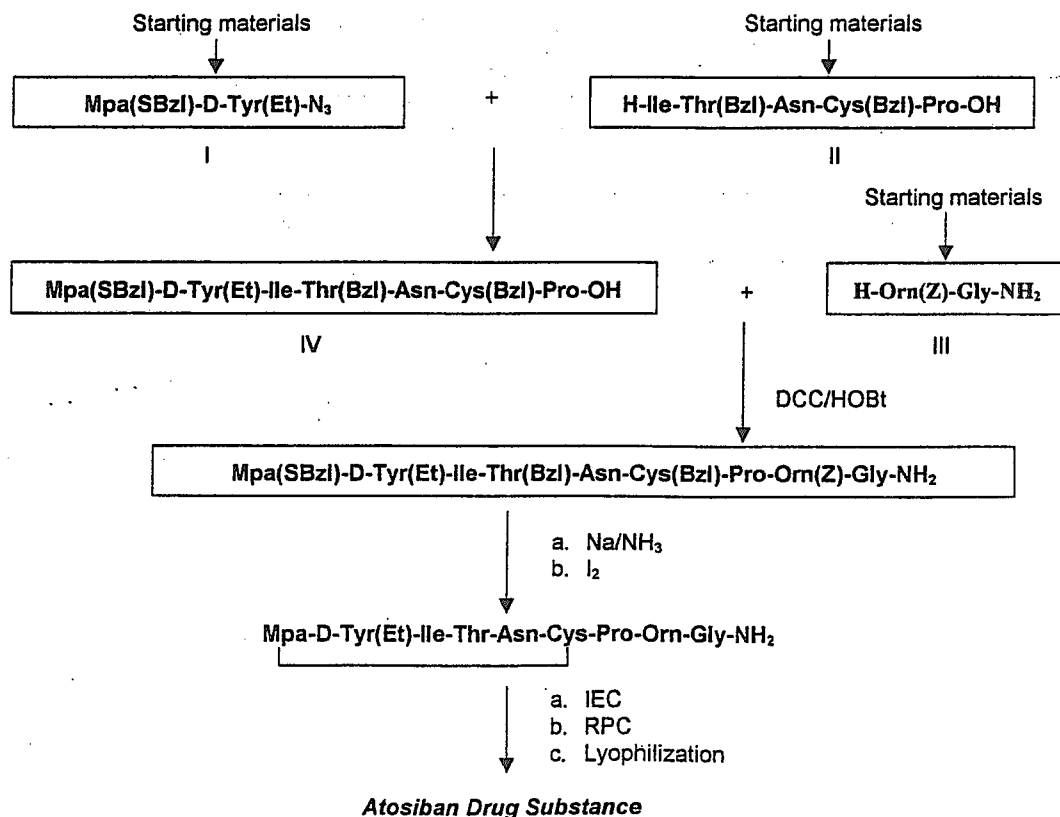 Starting materials
Starting materials
Mpa(SBzl)-D-Tyr(Et)-N₃
+
H-Ile-Thr(Bzl)-Asn-Cys(Bzl)-Pro-OH
I
II
Starting materials
Mpa(SBzl)-D-Tyr(Et)-Ile-Thr(Bzl)-Asn-Cys(Bzl)-Pro-OH
+
H-Orn(Z)-Gly-NH₂
IV
III
DCC/HOBt
Mpa(SBzl)-D-Tyr(Et)-Ile-Thr(Bzl)-Asn-Cys(Bzl)-Pro-Orn(Z)-Gly-NH₂
a. Na/NH₃
b. I₂
Mpa-D-Tyr(Et)-Ile-Thr-Asn-Cys-Pro-Orn-Gly-NH₂
a. IEC
b. RPC
c. Lyophilization
Atosiban Drug Substance